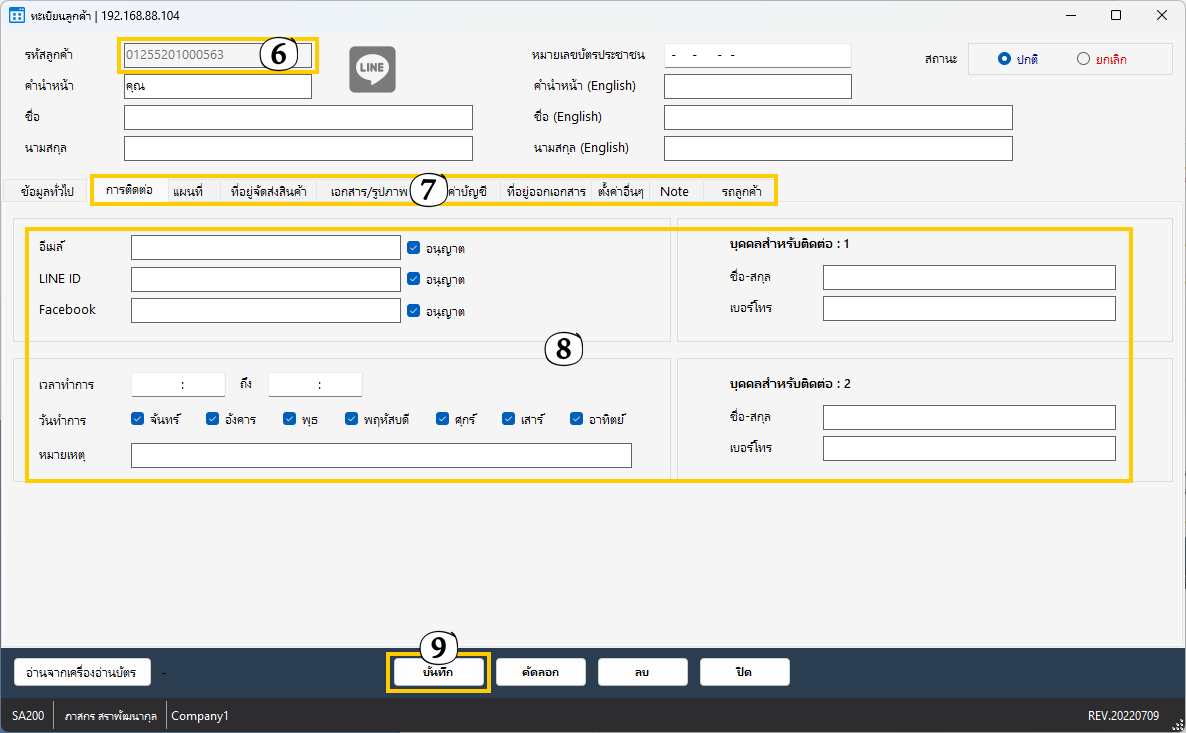 ทะเบียนลูกค้า | 192.168.88.104
รหัสลูกค้า 01255201000563 6 LINE หมายเลขบัตรประชาชน - - - - สถานะ ปกติ ยกเลิก
คำนำหน้า คุณ คำนำหน้า (English)
ชื่อ ชื่อ (English)
นามสกุล นามสกุล (English)
ข้อมูลทั่วไป การติดต่อ แผนที่ ที่อยู่จัดส่งสินค้า เอกสาร/รูปภาพ 7 ค่าบัญชี ที่อยู่ออกเอกสาร ตั้งค่าอื่นๆ Note รถลูกค้า
อีเมล์ อนุญาต บุคคลสำหรับติดต่อ : 1
LINE ID อนุญาต ชื่อ-สกุล
Facebook อนุญาต เบอร์โทร
8
เวลาทำการ : ถึง : บุคคลสำหรับติดต่อ : 2
วันทำการ จันทร์ อังคาร พุธ พฤหัสบดี ศุกร์ เสาร์ อาทิตย์ ชื่อ-สกุล
หมายเหตุ เบอร์โทร
9
อ่านจากเครื่องอ่านบัตร - บันทึก คัดลอก ลบ ปิด
SA200 ภาสกร สราพัฒนากุล Company1 REV.20220709